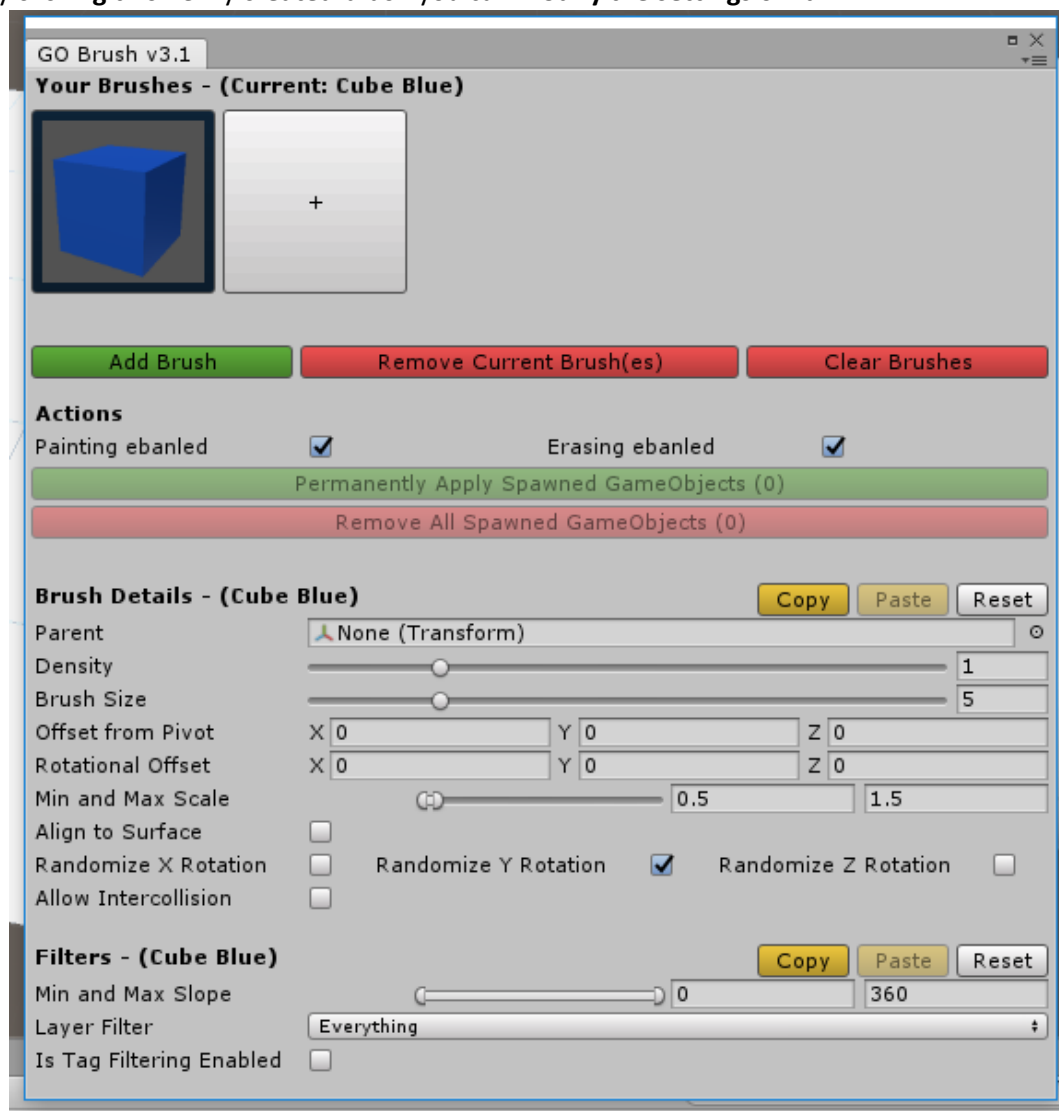 GO Brush v3.1
Your Brushes - (Current: Cube Blue)
+
Add Brush Remove Current Brush(es) Clear Brushes
Actions
Painting ebanled Erasing ebanled
Permanently Apply Spawned GameObjects (0)
Remove All Spawned GameObjects (0)
Brush Details - (Cube Blue) Copy Paste Reset
Parent None (Transform)
Density 1
Brush Size 5
Offset from Pivot X 0 Y 0 Z 0
Rotational Offset X 0 Y 0 Z 0
Min and Max Scale 0.5 1.5
Align to Surface
Randomize X Rotation Randomize Y Rotation Randomize Z Rotation
Allow Intercollision
Filters - (Cube Blue) Copy Paste Reset
Min and Max Slope 0 360
Layer Filter Everything
Is Tag Filtering Enabled